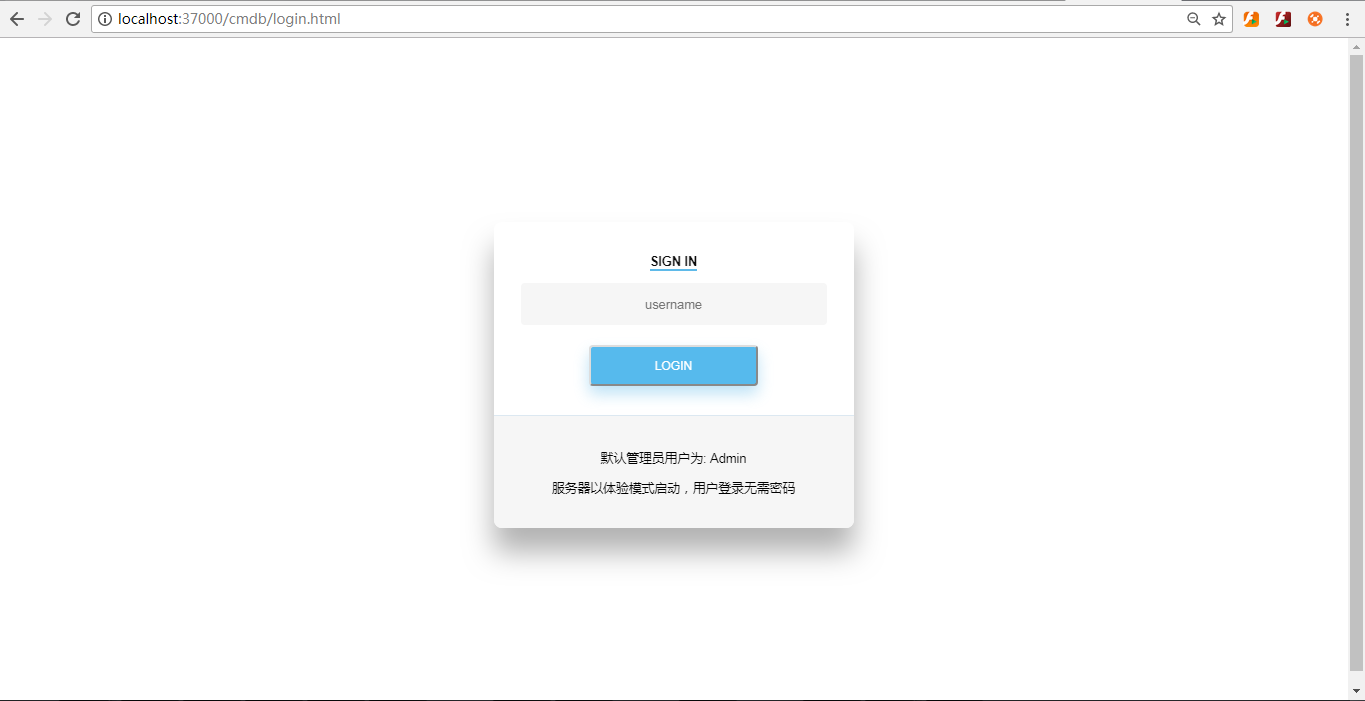 localhost:37000/cmdb/login.html
SIGN IN
username
LOGIN
默认管理员用户为: Admin
服务器以体验模式启动，用户登录无需密码